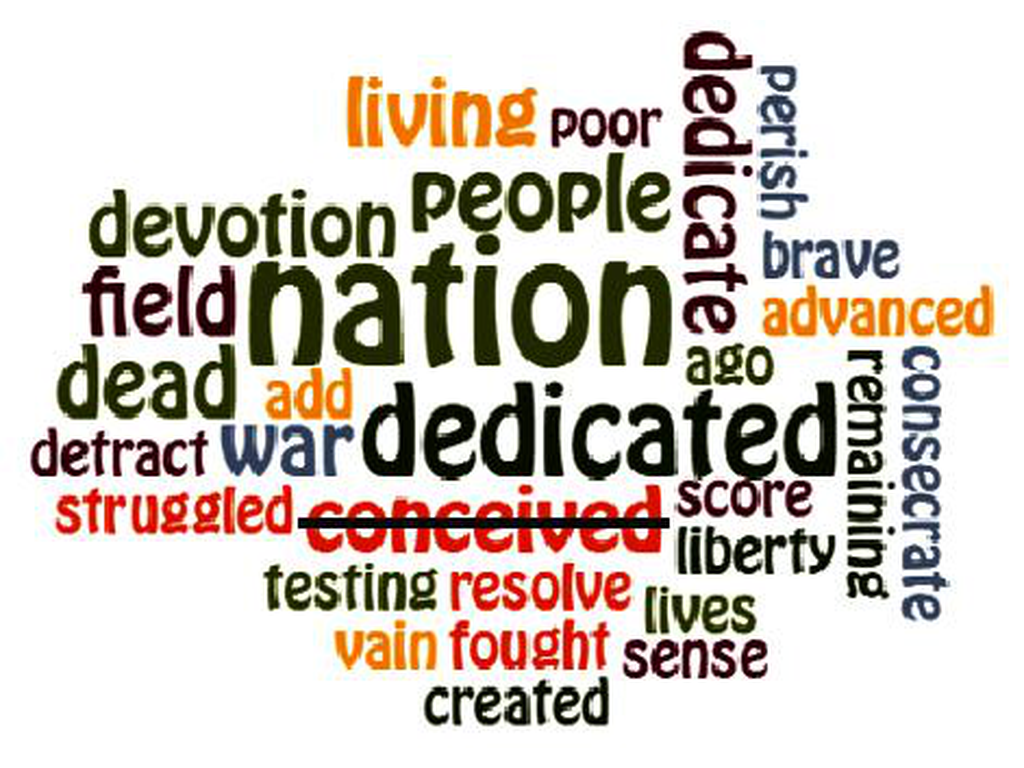 living poor
dedicate
perish
people
devotion
brave
nation
field
advanced
ago
dead
add
dedicated
remaining
consecrate
detract war
struggled conceived score
liberty
testing resolve lives
vain fought sense
created